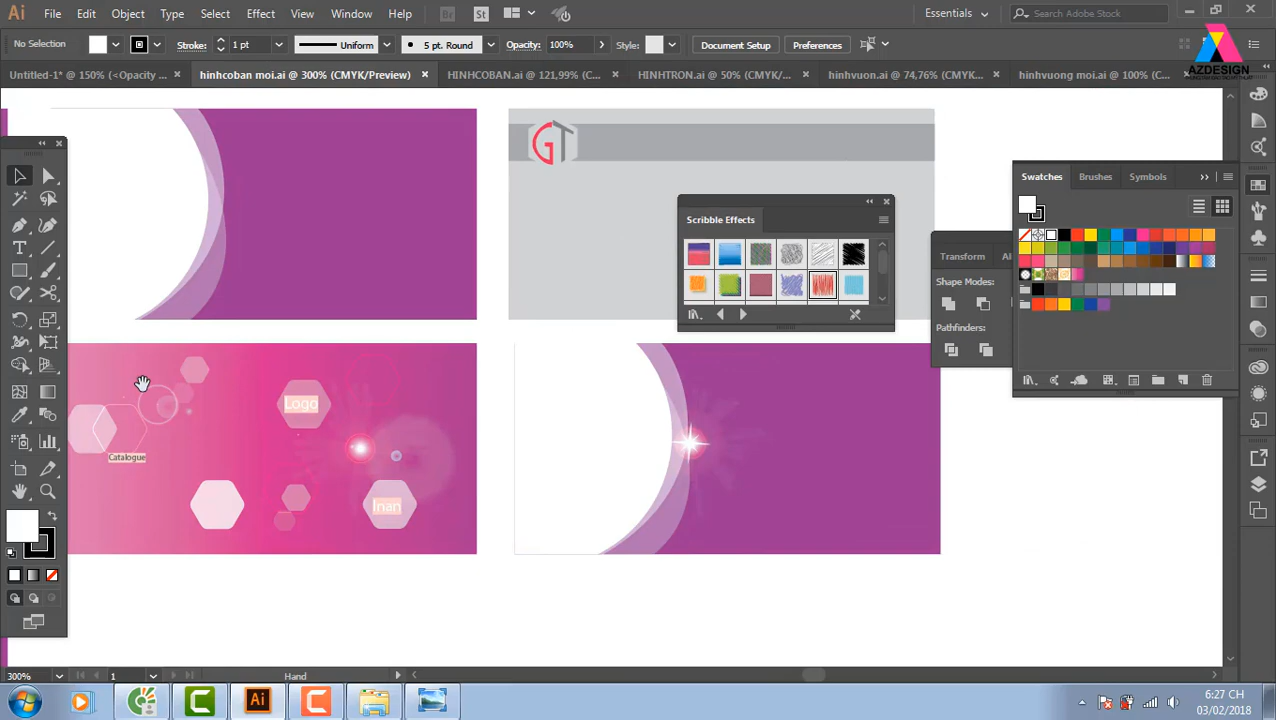 Ai File Edit Object Type Select Effect View Window Help Br St Essentials Search Adobe Stock
No Selection Stroke: 1 pt Uniform 5 pt. Round Opacity: 100% Style: Document Setup Preferences
AZDESIGN
Untitled-1* @ 150% (<Opacity ... hinhcoban moi.ai @ 300% (CMYK/Preview) HINHCOBAN.ai @ 121,99% (C... HINHTRON.ai @ 50% (CMYK/... hinhvuon.ai @ 74,76% (CMYK... hinhvuong moi.ai @ 100% (CMYK/...
GT
Swatches Brushes Symbols
Scribble Effects
Transform
Shape Modes:
Pathfinders:
Logo
Catalogue
Inan
300% 1 Hand
Ai
6:27 CH
03/02/2018